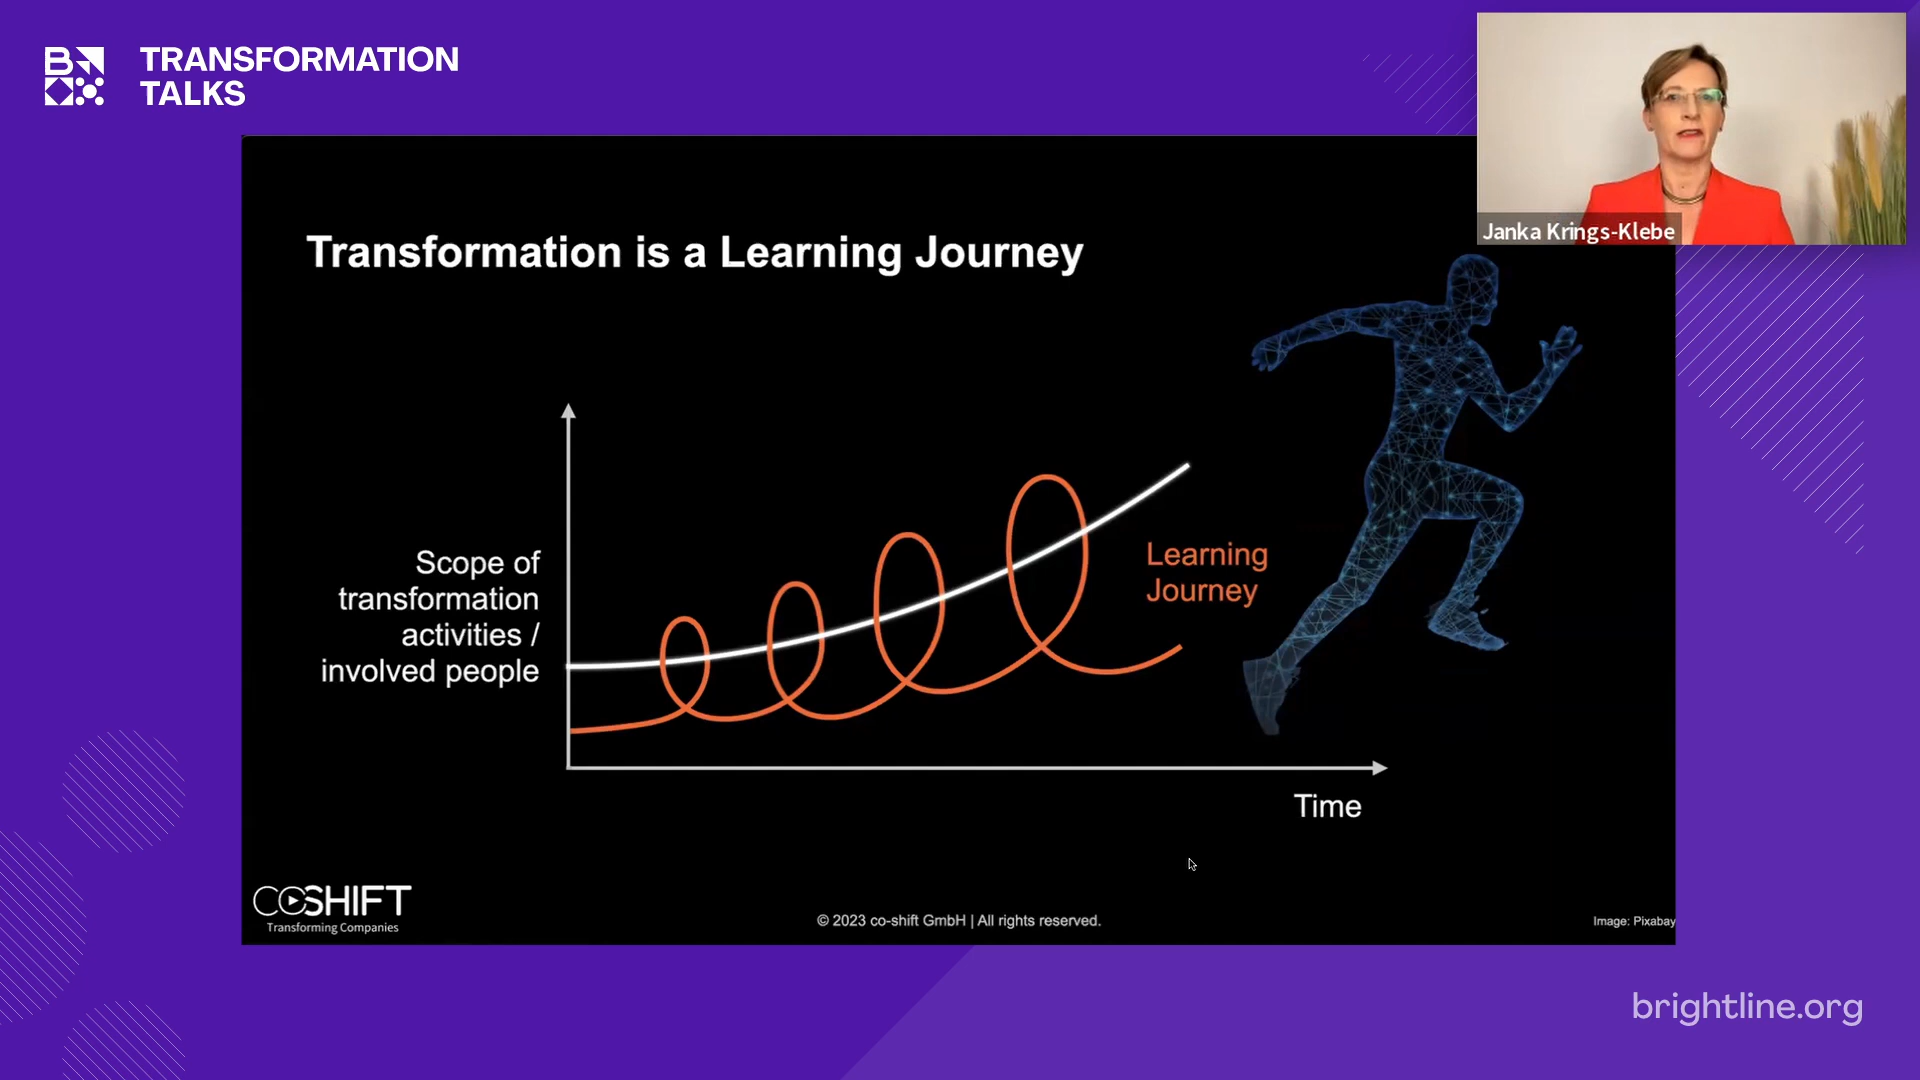 TRANSFORMATION
TALKS
Janka Krings-Klebe
Transformation is a Learning Journey
Scope of
transformation
activities /
involved people
Learning
Journey
Time
COSHIFT
Transforming Companies
© 2023 co-shift GmbH | All rights reserved.
Image: Pixabay
brightline.org